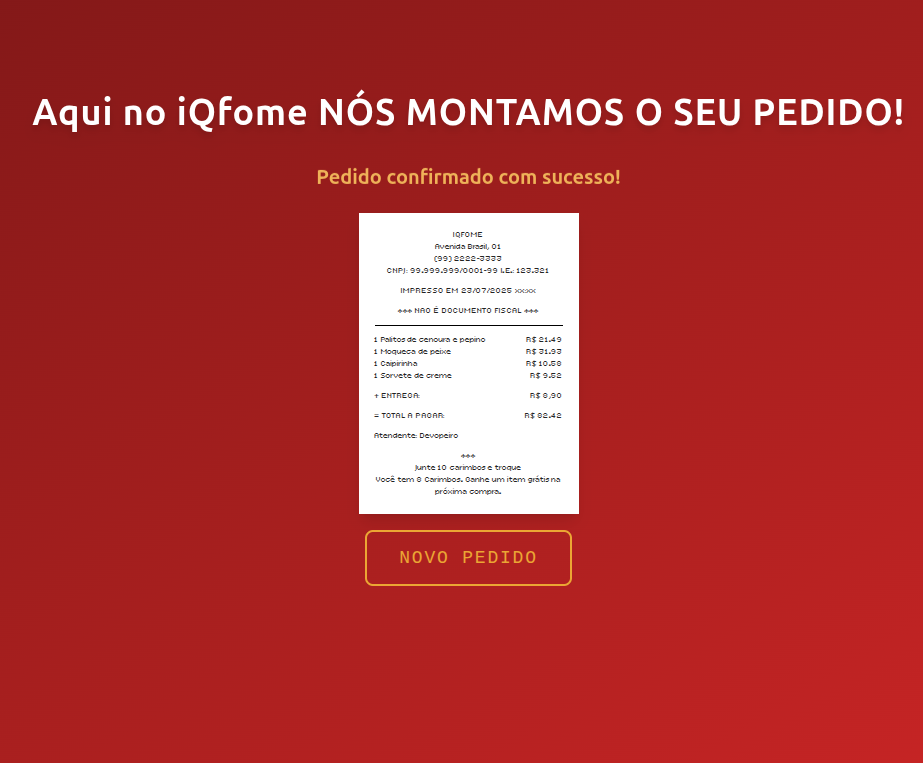 Aqui no iQfome NÓS MONTAMOS O SEU PEDIDO!
Pedido confirmado com sucesso!
IQFOME
Avenida Brasil, 01
(99) 2222-3333
CNPJ: 99.999.999/0001-99 I.E.: 123.321
IMPRESSO EM 23/07/2025 xx:xx
*** NAO É DOCUMENTO FISCAL ***
1 Palitos de cenoura e pepino R$ 21.49
1 Moqueca de peixe R$ 31.93
1 Caipirinha R$ 10.58
1 Sorvete de creme R$ 9.52
+ ENTREGA: R$ 8,90
= TOTAL A PAGAR: R$ 82.42
Atendente: Devopeiro
***
Junte 10 carimbos e troque
Você tem 8 Carimbos. Ganhe um item grátis na
próxima compra.
NOVO PEDIDO